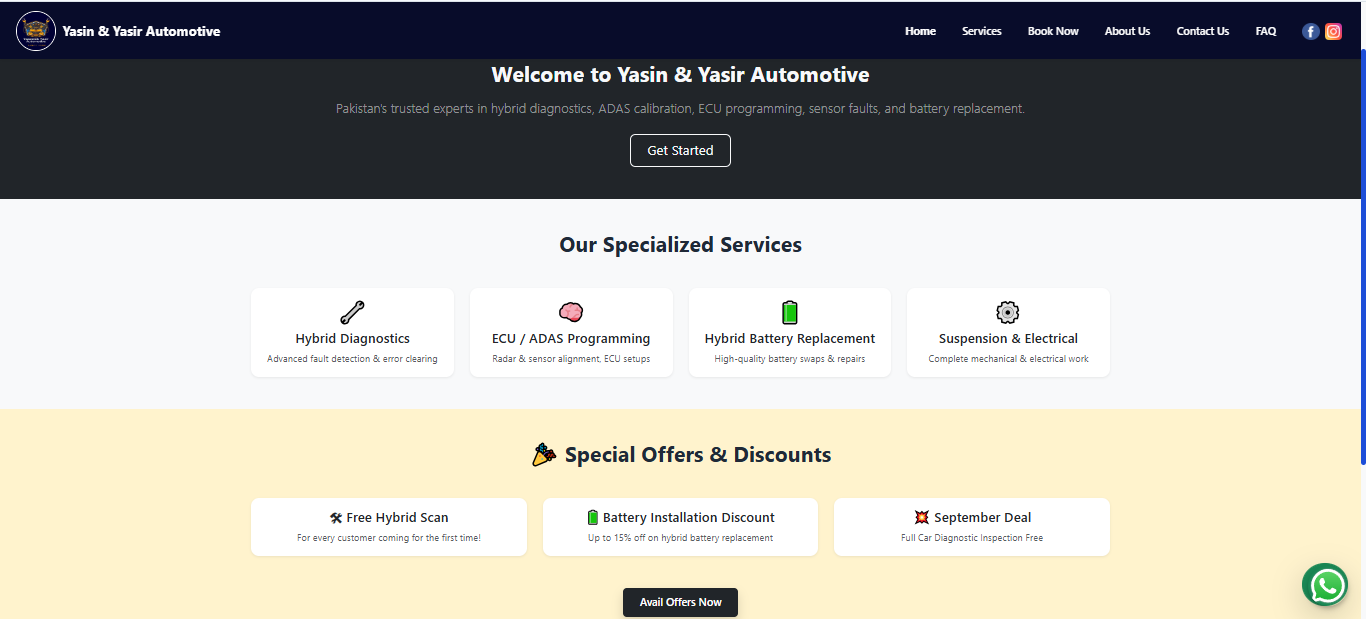 Yasin & Yasir Automotive
Home Services Book Now About Us Contact Us FAQ
Welcome to Yasin & Yasir Automotive
Pakistan's trusted experts in hybrid diagnostics, ADAS calibration, ECU programming, sensor faults, and battery replacement.
Get Started
Our Specialized Services
Hybrid Diagnostics
Advanced fault detection & error clearing
ECU / ADAS Programming
Radar & sensor alignment, ECU setups
Hybrid Battery Replacement
High-quality battery swaps & repairs
Suspension & Electrical
Complete mechanical & electrical work
Special Offers & Discounts
Free Hybrid Scan
For every customer coming for the first time!
Battery Installation Discount
Up to 15% off on hybrid battery replacement
September Deal
Full Car Diagnostic Inspection Free
Avail Offers Now